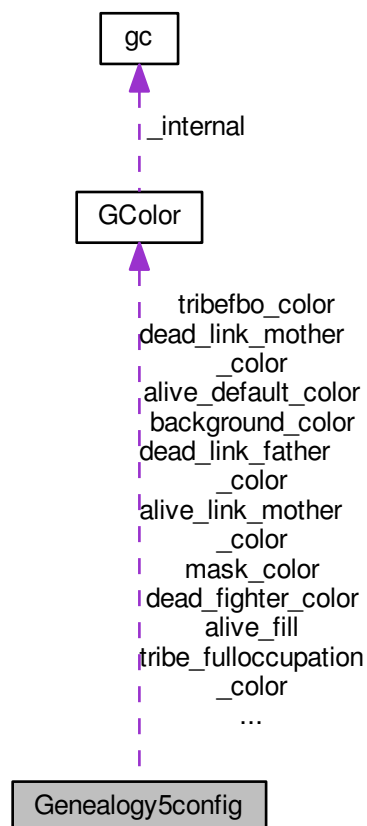 gc
_internal
GColor
tribefbo_color
dead_link_mother
_color
alive_default_color
background_color
dead_link_father
_color
alive_link_mother
_color
mask_color
dead_fighter_color
alive_fill
tribe_fulloccupation
_color
...
Genealogy5config